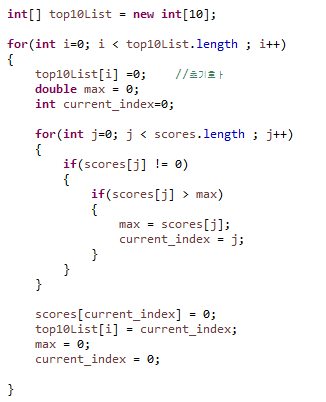 int[] top10List = new int[10];
for(int i=0; i < top10List.length ; i++)
{
top10List[i] =0; //초기화
double max = 0;
int current_index=0;
for(int j=0; j < scores.length ; j++)
{
if(scores[j] != 0)
{
if(scores[j] > max)
{
max = scores[j];
current_index = j;
}
}
}
scores[current_index] = 0;
top10List[i] = current_index;
max = 0;
current_index = 0;
}